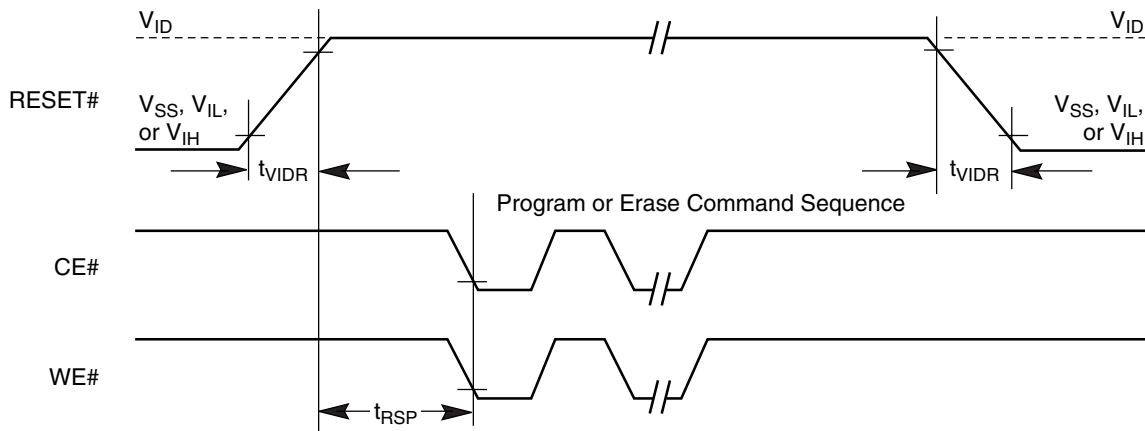 V_ID
V_ID
RESET#
V_SS, V_IL,
or V_IH
V_SS, V_IL,
or V_IH
t_VIDR
t_VIDR
Program or Erase Command Sequence
CE#
WE#
t_RSP